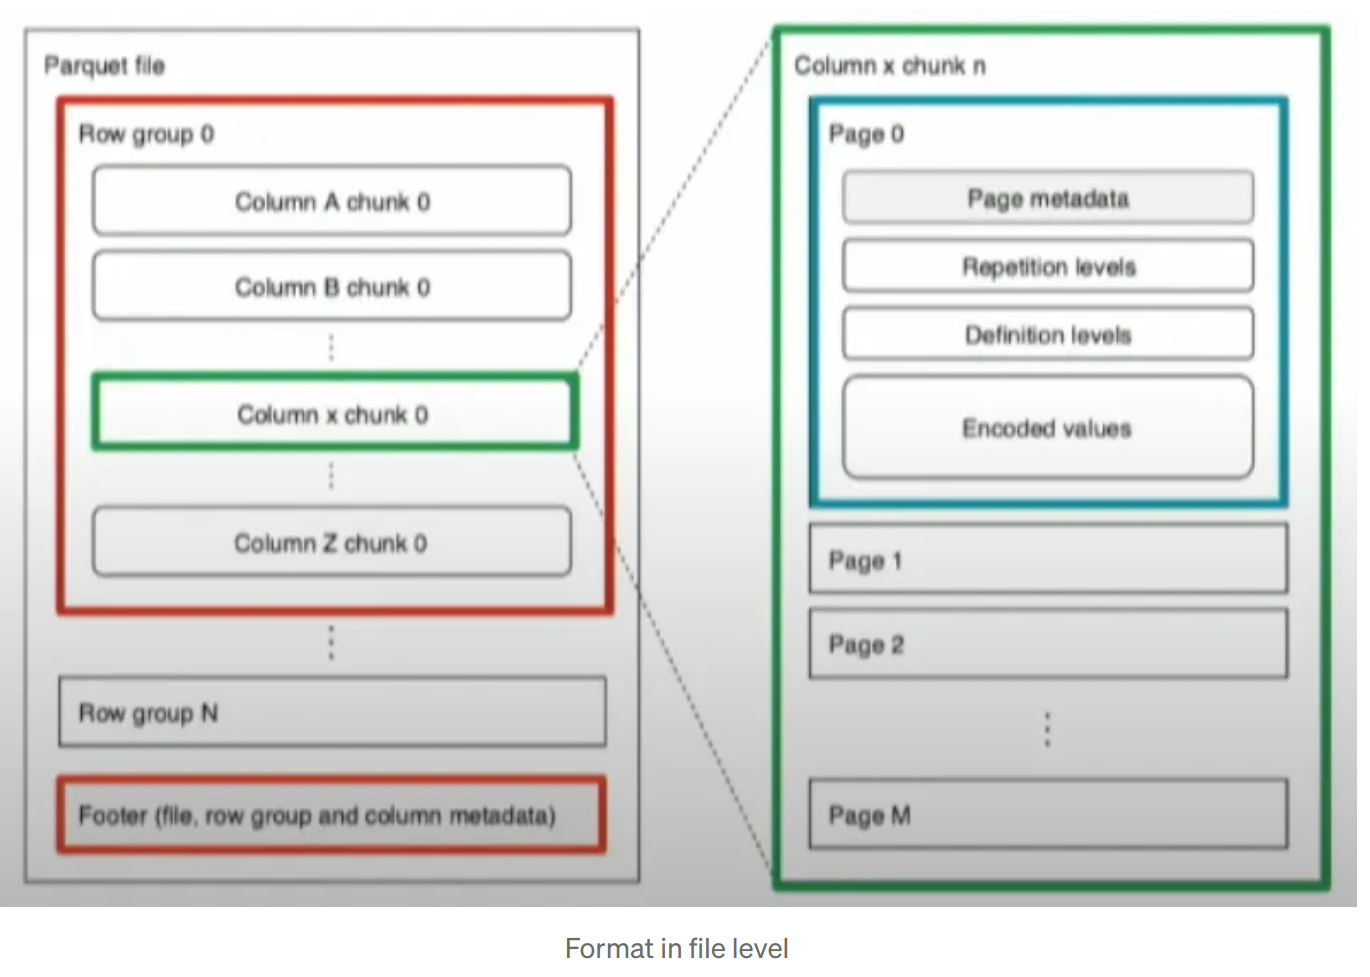 Parquet file
Row group 0
Column A chunk 0
Column B chunk 0
Column x chunk 0
Column Z chunk 0
Row group N
Footer (file, row group and column metadata)
Column x chunk n
Page 0
Page metadata
Repetition levels
Definition levels
Encoded values
Page 1
Page 2
Page M
Format in file level